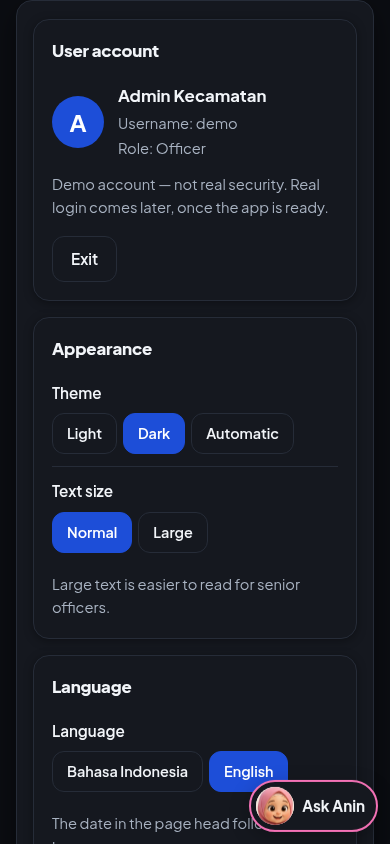 User account
A
Admin Kecamatan
Username: demo
Role: Officer
Demo account — not real security. Real
login comes later, once the app is ready.
Exit
Appearance
Theme
Light
Dark
Automatic
Text size
Normal
Large
Large text is easier to read for senior
officers.
Language
Language
Bahasa Indonesia
English
Ask Anin
The date in the page head